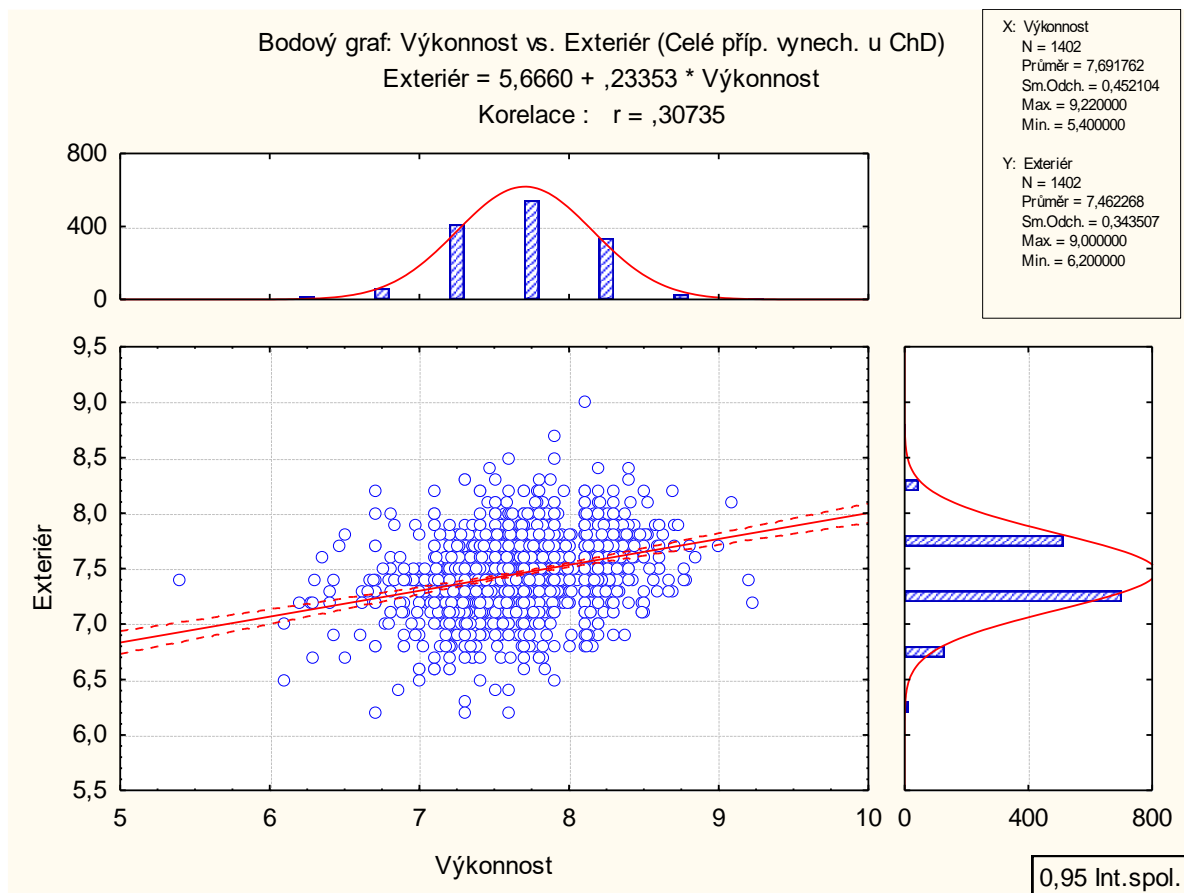 Bodový graf: Výkonnost vs. Exteriér (Celé příp. vynech. u ChD)
Exteriér = 5,6660 + ,23353 * Výkonnost
Korelace : r = ,30735
X: Výkonnost
N = 1402
Průměr = 7,691762
Sm.Odch. = 0,452104
Max. = 9,220000
Min. = 5,400000
Y: Exteriér
N = 1402
Průměr = 7,462268
Sm.Odch. = 0,343507
Max. = 9,000000
Min. = 6,200000
800
400
0
9,5
9,0
8,5
8,0
7,5
7,0
6,5
6,0
5,5
Exteriér
5 6 7 8 9 10
Výkonnost
0 400 800
0,95 Int.spol.